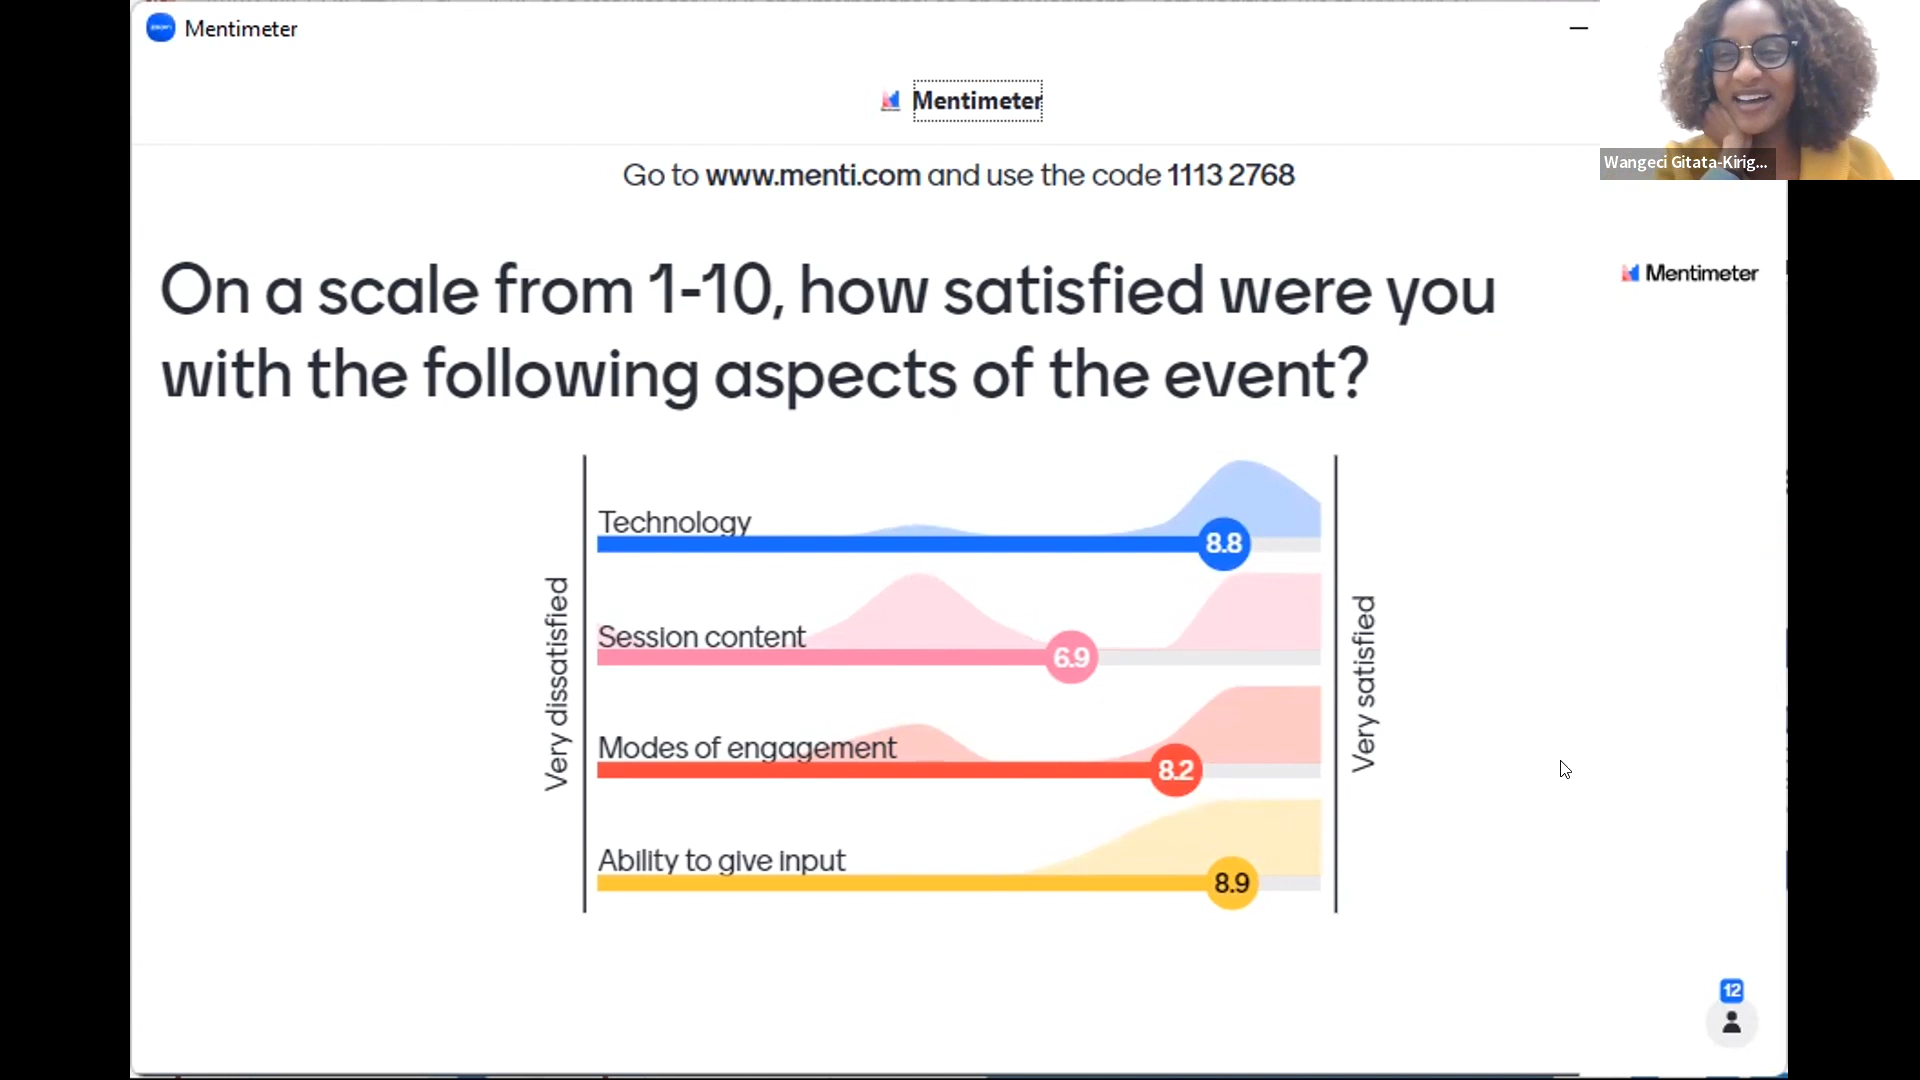 Mentimeter
Mentimeter
Wangeci Gitata-Kirig...
Go to www.menti.com and use the code 1113 2768
On a scale from 1-10, how satisfied were you
with the following aspects of the event?
Mentimeter
Very dissatisfied
Technology
8.8
Session content
6.9
Modes of engagement
8.2
Ability to give input
8.9
Very satisfied
12